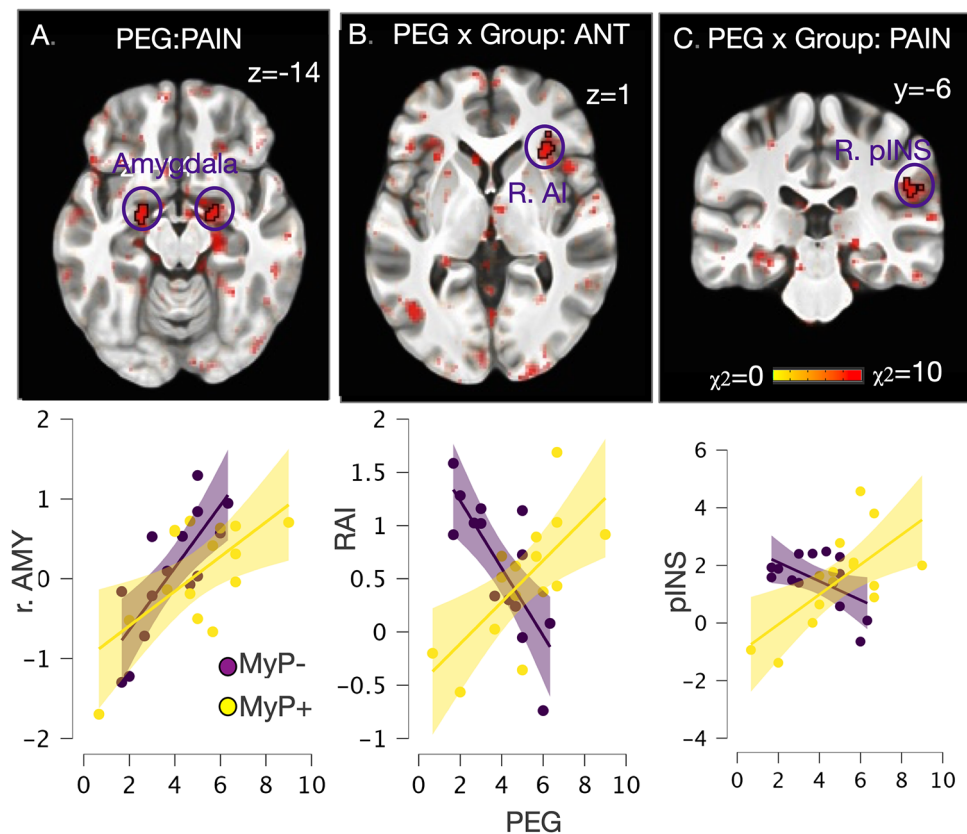 A. PEG:PAIN
z=-14
Amygdala
B. PEG x Group: ANT
z=1
R. AI
C. PEG x Group: PAIN
y=-6
R. pINS
χ2=0 χ2=10
2
1
0
-1
-2
r. AMY
MyP-
MyP+
0 2 4 6 8 10
2
1.5
1
0.5
0
-0.5
-1
RAI
0 2 4 6 8 10
6
4
2
0
-2
-4
pINS
0 2 4 6 8 10
PEG